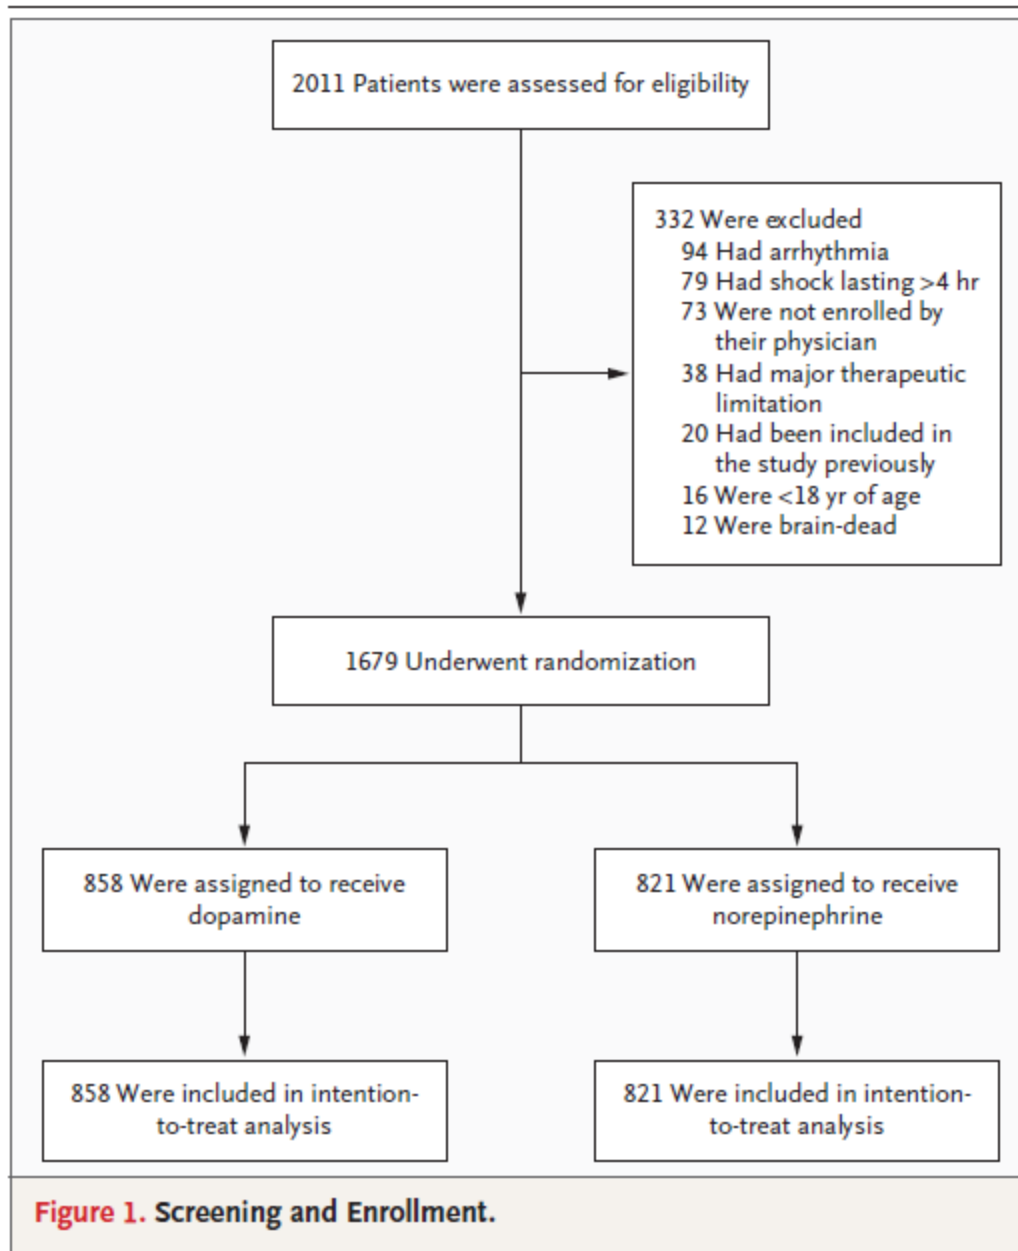 2011 Patients were assessed for eligibility
332 Were excluded
94 Had arrhythmia
79 Had shock lasting >4 hr
73 Were not enrolled by
their physician
38 Had major therapeutic
limitation
20 Had been included in
the study previously
16 Were <18 yr of age
12 Were brain-dead
1679 Underwent randomization
858 Were assigned to receive
dopamine
821 Were assigned to receive
norepinephrine
858 Were included in intention-
to-treat analysis
821 Were included in intention-
to-treat analysis
Figure 1. Screening and Enrollment.